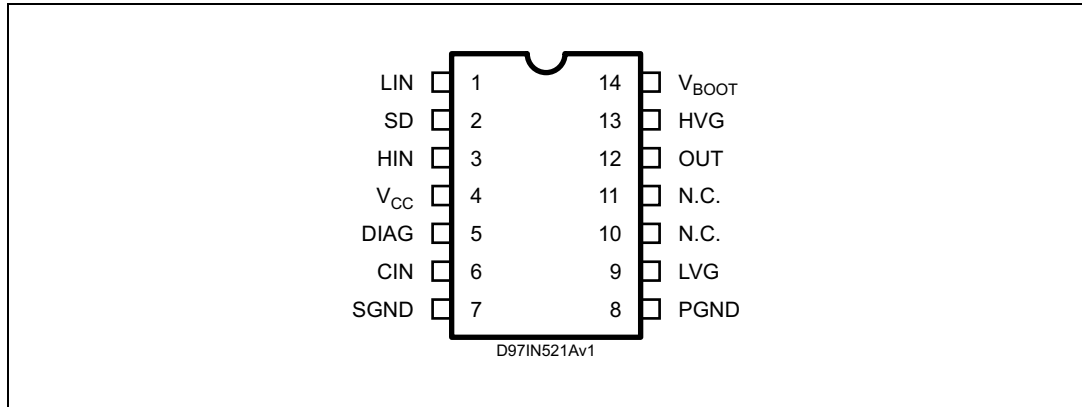 LIN 1 14 VBOOT
SD 2 13 HVG
HIN 3 12 OUT
VCC 4 11 N.C.
DIAG 5 10 N.C.
CIN 6 9 LVG
SGND 7 8 PGND
D97IN521Av1